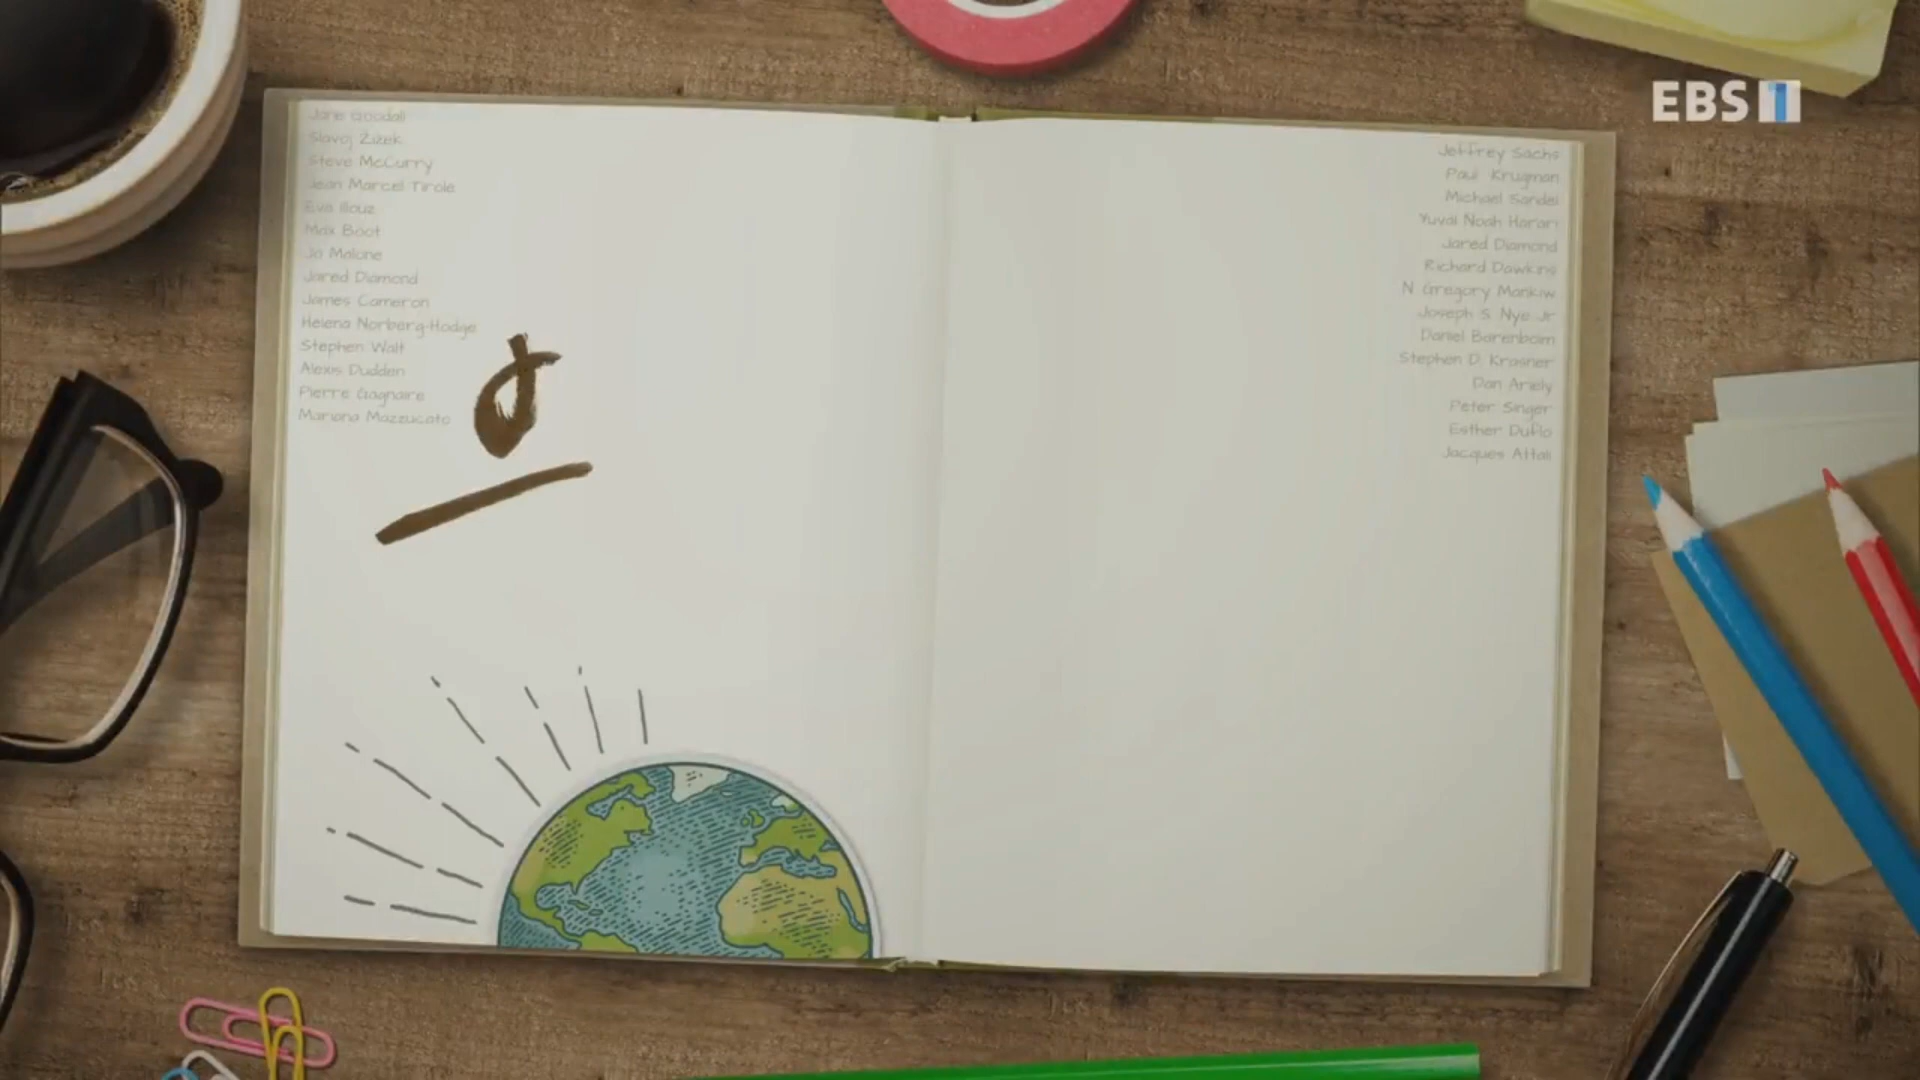 EBS 1
Jane Goodall
Slavoj Zizek
Steve McCurry
Jean Marcel Tirole
Eva Illouz
Max Boot
Jo Malone
Jared Diamond
James Cameron
Helena Norberg-Hodge
Stephen Walt
Alexis Dudden
Pierre Gagnaire
Mariana Mazzucato
Jeffrey Sachs
Paul Krugman
Michael Sandel
Yuval Noah Harari
Jared Diamond
Richard Dawkins
N Gregory Mankiw
Joseph S. Nye Jr
Daniel Barenboim
Stephen D. Krasner
Dan Ariely
Peter Singer
Esther Duflo
Jacques Attali